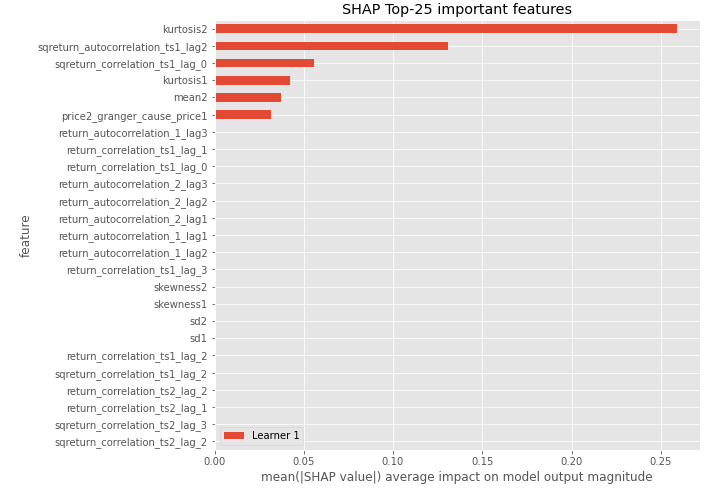 SHAP Top-25 important features
kurtosis2
sqreturn_autocorrelation_ts1_lag2
sqreturn_correlation_ts1_lag_0
kurtosis1
mean2
price2_granger_cause_price1
return_autocorrelation_1_lag3
return_correlation_ts1_lag_1
return_correlation_ts1_lag_0
return_autocorrelation_2_lag3
return_autocorrelation_2_lag2
return_autocorrelation_2_lag1
return_autocorrelation_1_lag1
return_autocorrelation_1_lag2
return_correlation_ts1_lag_3
skewness2
skewness1
sd2
sd1
return_correlation_ts1_lag_2
sqreturn_correlation_ts1_lag_2
return_correlation_ts2_lag_2
return_correlation_ts2_lag_1
sqreturn_correlation_ts2_lag_3
sqreturn_correlation_ts2_lag_2
feature
Learner 1
0.00 0.05 0.10 0.15 0.20 0.25
mean(|SHAP value|) average impact on model output magnitude